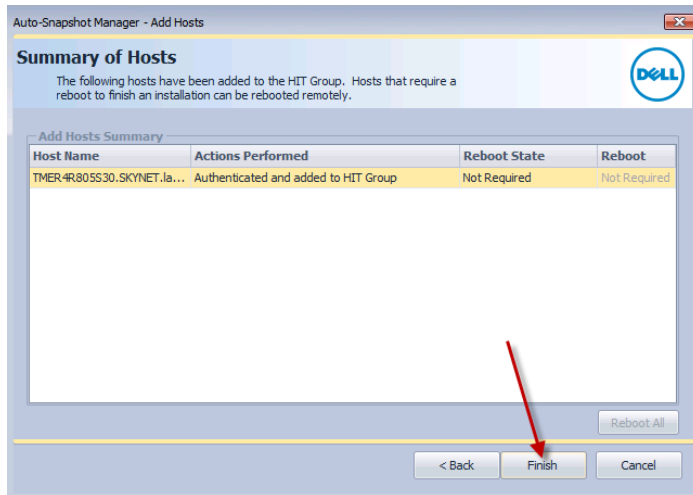 Auto-Snapshot Manager - Add Hosts
Summary of Hosts
The following hosts have been added to the HIT Group. Hosts that require a
reboot to finish an installation can be rebooted remotely.
DELL
Add Hosts Summary
Host Name Actions Performed Reboot State Reboot
TMER4R805S30.SKYNET.la... Authenticated and added to HIT Group Not Required Not Required
Reboot All
< Back Finish Cancel